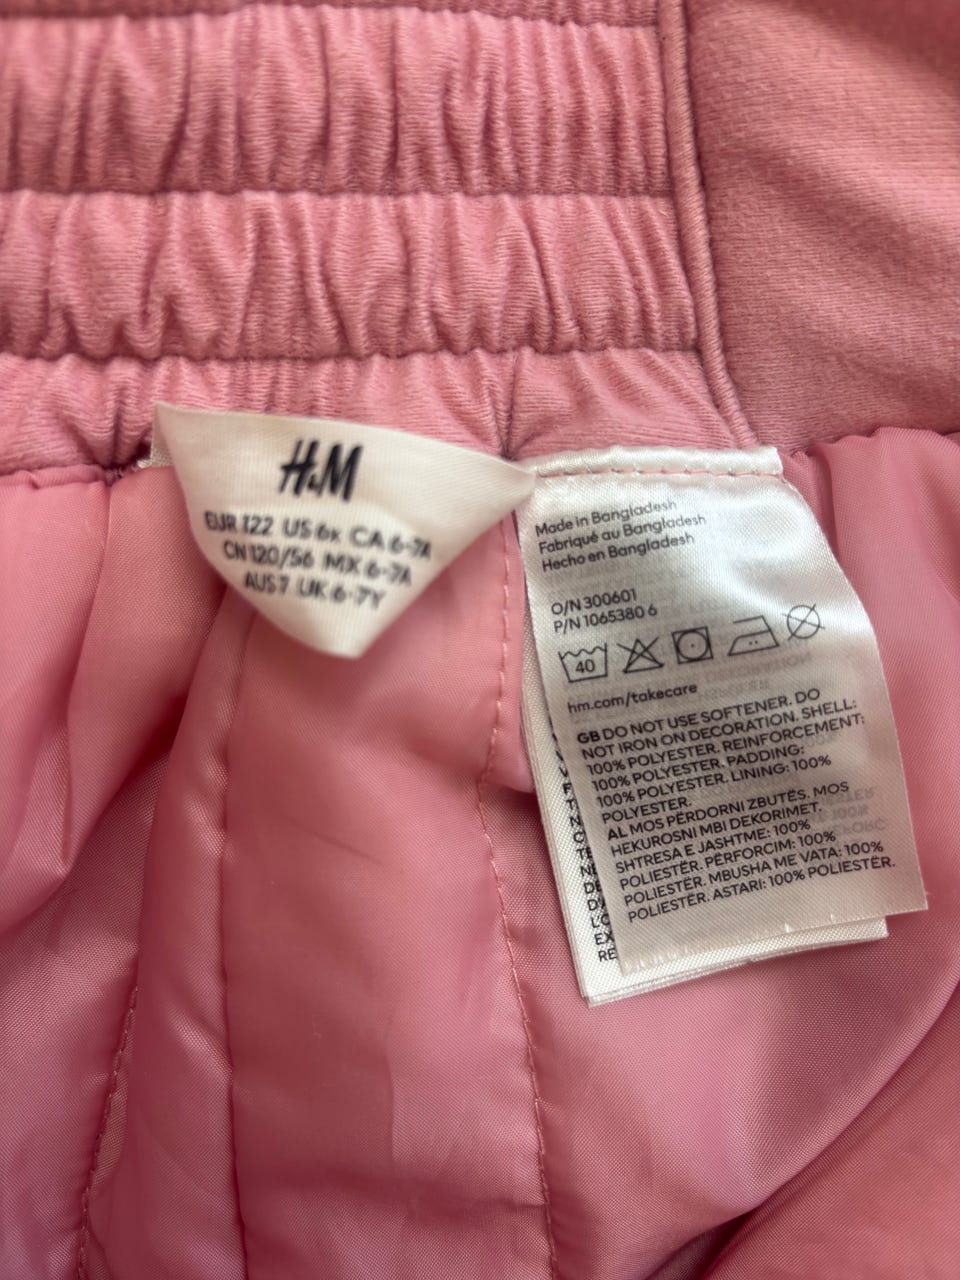 H&M
EUR 122 US 6x CA 6-7A
CN 120/56 MX 6-7A
AUS 7 UK 6-7Y
Made in Bangladesh
Fabriqué au Bangladesh
Hecho en Bangladesh
O/N 300601
P/N 1065380 6
40
hm.com/takecare
GB DO NOT USE SOFTENER. DO
NOT IRON ON DECORATION. SHELL:
100% POLYESTER. REINFORCEMENT:
100% POLYESTER. PADDING:
100% POLYESTER. LINING: 100%
POLYESTER.
AL MOS PËRDORNI ZBUTËS. MOS
HEKUROSNI MBI DEKORIMET.
SHTRESA E JASHTME: 100%
POLIESTËR. PËRFORCIM: 100%
POLIESTËR. MBUSHA ME VATA: 100%
POLIESTËR. ASTARI: 100% POLIESTËR.